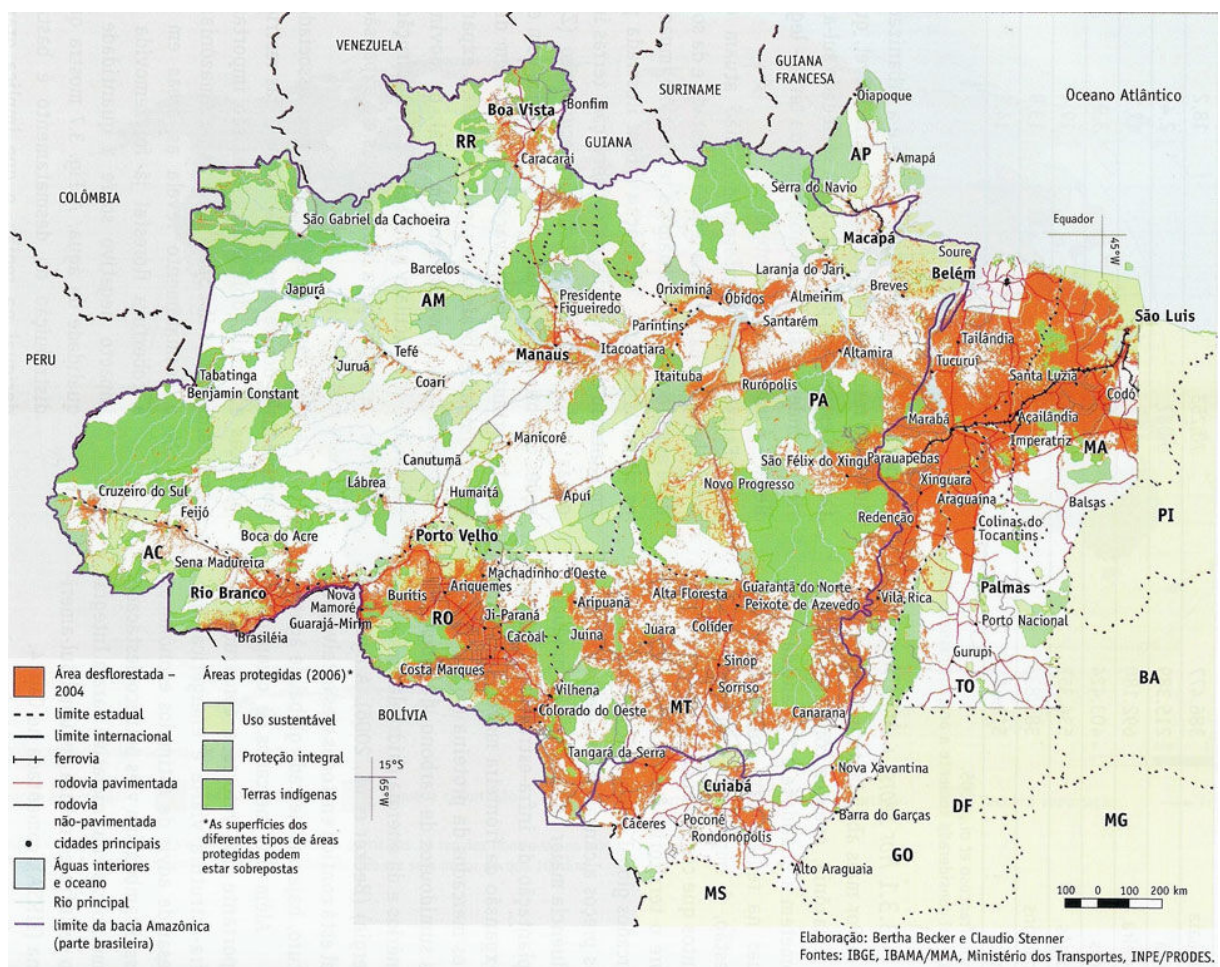 VENEZUELA
GUIANA
FRANCESA
SURINAME
Oceano Atlântico
Oiapoque
Bonfim
Boa Vista
RR
GUIANA
AP
Amapá
Caracaraí
Serra do Navio
COLÔMBIA
São Gabriel da Cachoeira
Equador
45°W
Macapá
Soure
Barcelos
Laranja do Jari
Belém
Japurá
AM
Presidente
Figueiredo
Oriximiná
Óbidos
Almeirim
Breves
São Luis
Parintins
Santarém
Tailândia
PERU
Juruá
Tefé
Manaus
Itacoatiara
Altamira
Tucuruí
Coari
Itaituba
Rurópolis
Santa Luzia
Codó
Tabatinga
Benjamin Constant
PA
Marabá
Açailândia
Imperatriz
MA
Manicoré
São Félix do Xingu
Parauapebas
Canutumã
Novo Progresso
Xinguara
Araguaína
Balsas
Cruzeiro do Sul
Lábrea
Humaitá
Apuí
Redenção
PI
Feijó
Colinas do
Tocantins
Boca do Acre
Porto Velho
AC
Sena Madureira
Machadinho d'Oeste
Guarantã do Norte
Palmas
Rio Branco
Nova
Mamoré
Guarajá-Mirim
Buritis
Ariquemes
Aripuanã
Alta Floresta
Peixote de Azevedo
Vila Rica
Porto Nacional
RO
Ji-Paraná
Cacoal
Juína
Juara
Colíder
Brasiléia
Gurupi
Costa Marques
Sinop
TO
BA
Vilhena
Sorriso
BOLÍVIA
Colorado do Oeste
MT
Canarana
Tangará da Serra
15°S
65°W
Cuiabá
Nova Xavantina
DF
Cáceres
Poconé
Rondonópolis
Barra do Garças
MG
GO
Alto Araguaia
MS
100 0 100 200 km
Área desflorestada –
2004
limite estadual
limite internacional
ferrovia
rodovia pavimentada
rodovia
não-pavimentada
cidades principais
Águas interiores
e oceano
Rio principal
limite da bacia Amazônica
(parte brasileira)
Áreas protegidas (2006)*
Uso sustentável
Proteção integral
Terras indígenas
*As superfícies dos
diferentes tipos de áreas
protegidas podem
estar sobrepostas
Elaboração: Bertha Becker e Claudio Stenner
Fontes: IBGE, IBAMA/MMA, Ministério dos Transportes, INPE/PRODES.